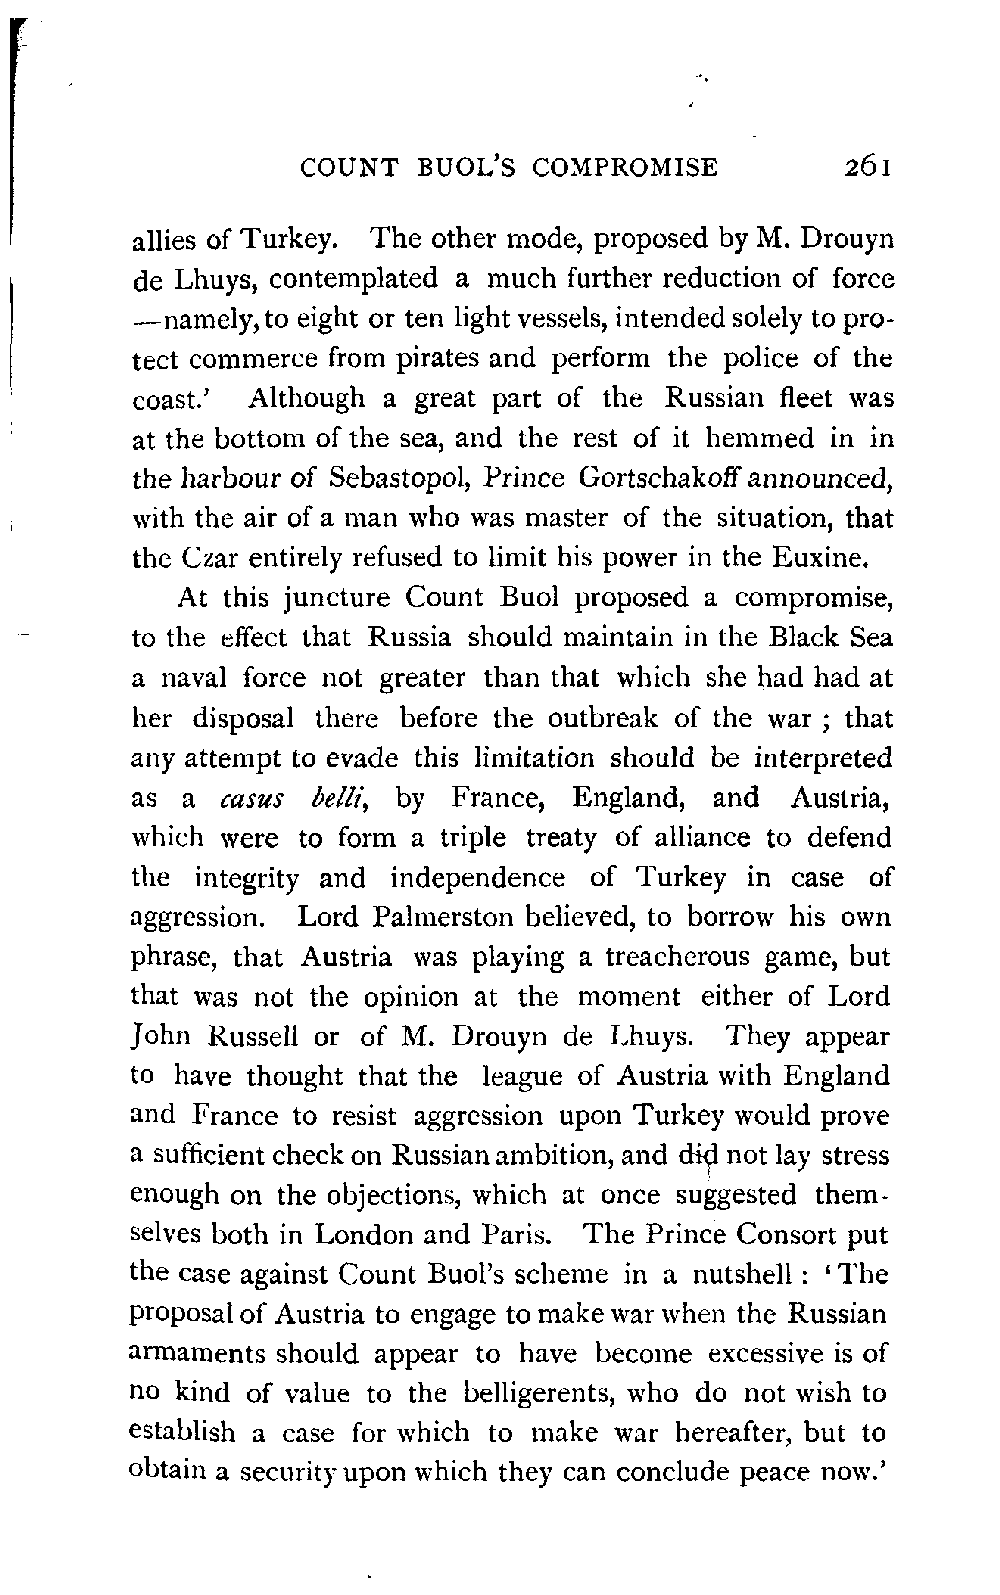 COUNT BUOL'S COMPROMISE 261
allies of Turkey. The other mode, proposed by M. Drouyn
de Lhuys, contemplated a much further reduction of force
—namely, to eight or ten light vessels, intended solely to pro-
tect commerce from pirates and perform the police of the
coast.' Although a great part of the Russian fleet was
at the bottom of the sea, and the rest of it hemmed in in
the harbour of Sebastopol, Prince Gortschakoff announced,
with the air of a man who was master of the situation, that
the Czar entirely refused to limit his power in the Euxine.
At this juncture Count Buol proposed a compromise,
to the effect that Russia should maintain in the Black Sea
a naval force not greater than that which she had had at
her disposal there before the outbreak of the war ; that
any attempt to evade this limitation should be interpreted
as a casus belli, by France, England, and Austria,
which were to form a triple treaty of alliance to defend
the integrity and independence of Turkey in case of
aggression. Lord Palmerston believed, to borrow his own
phrase, that Austria was playing a treacherous game, but
that was not the opinion at the moment either of Lord
John Russell or of M. Drouyn de Lhuys. They appear
to have thought that the league of Austria with England
and France to resist aggression upon Turkey would prove
a sufficient check on Russian ambition, and did not lay stress
enough on the objections, which at once suggested them-
selves both in London and Paris. The Prince Consort put
the case against Count Buol's scheme in a nutshell : 'The
proposal of Austria to engage to make war when the Russian
armaments should appear to have become excessive is of
no kind of value to the belligerents, who do not wish to
establish a case for which to make war hereafter, but to
obtain a security upon which they can conclude peace now.'